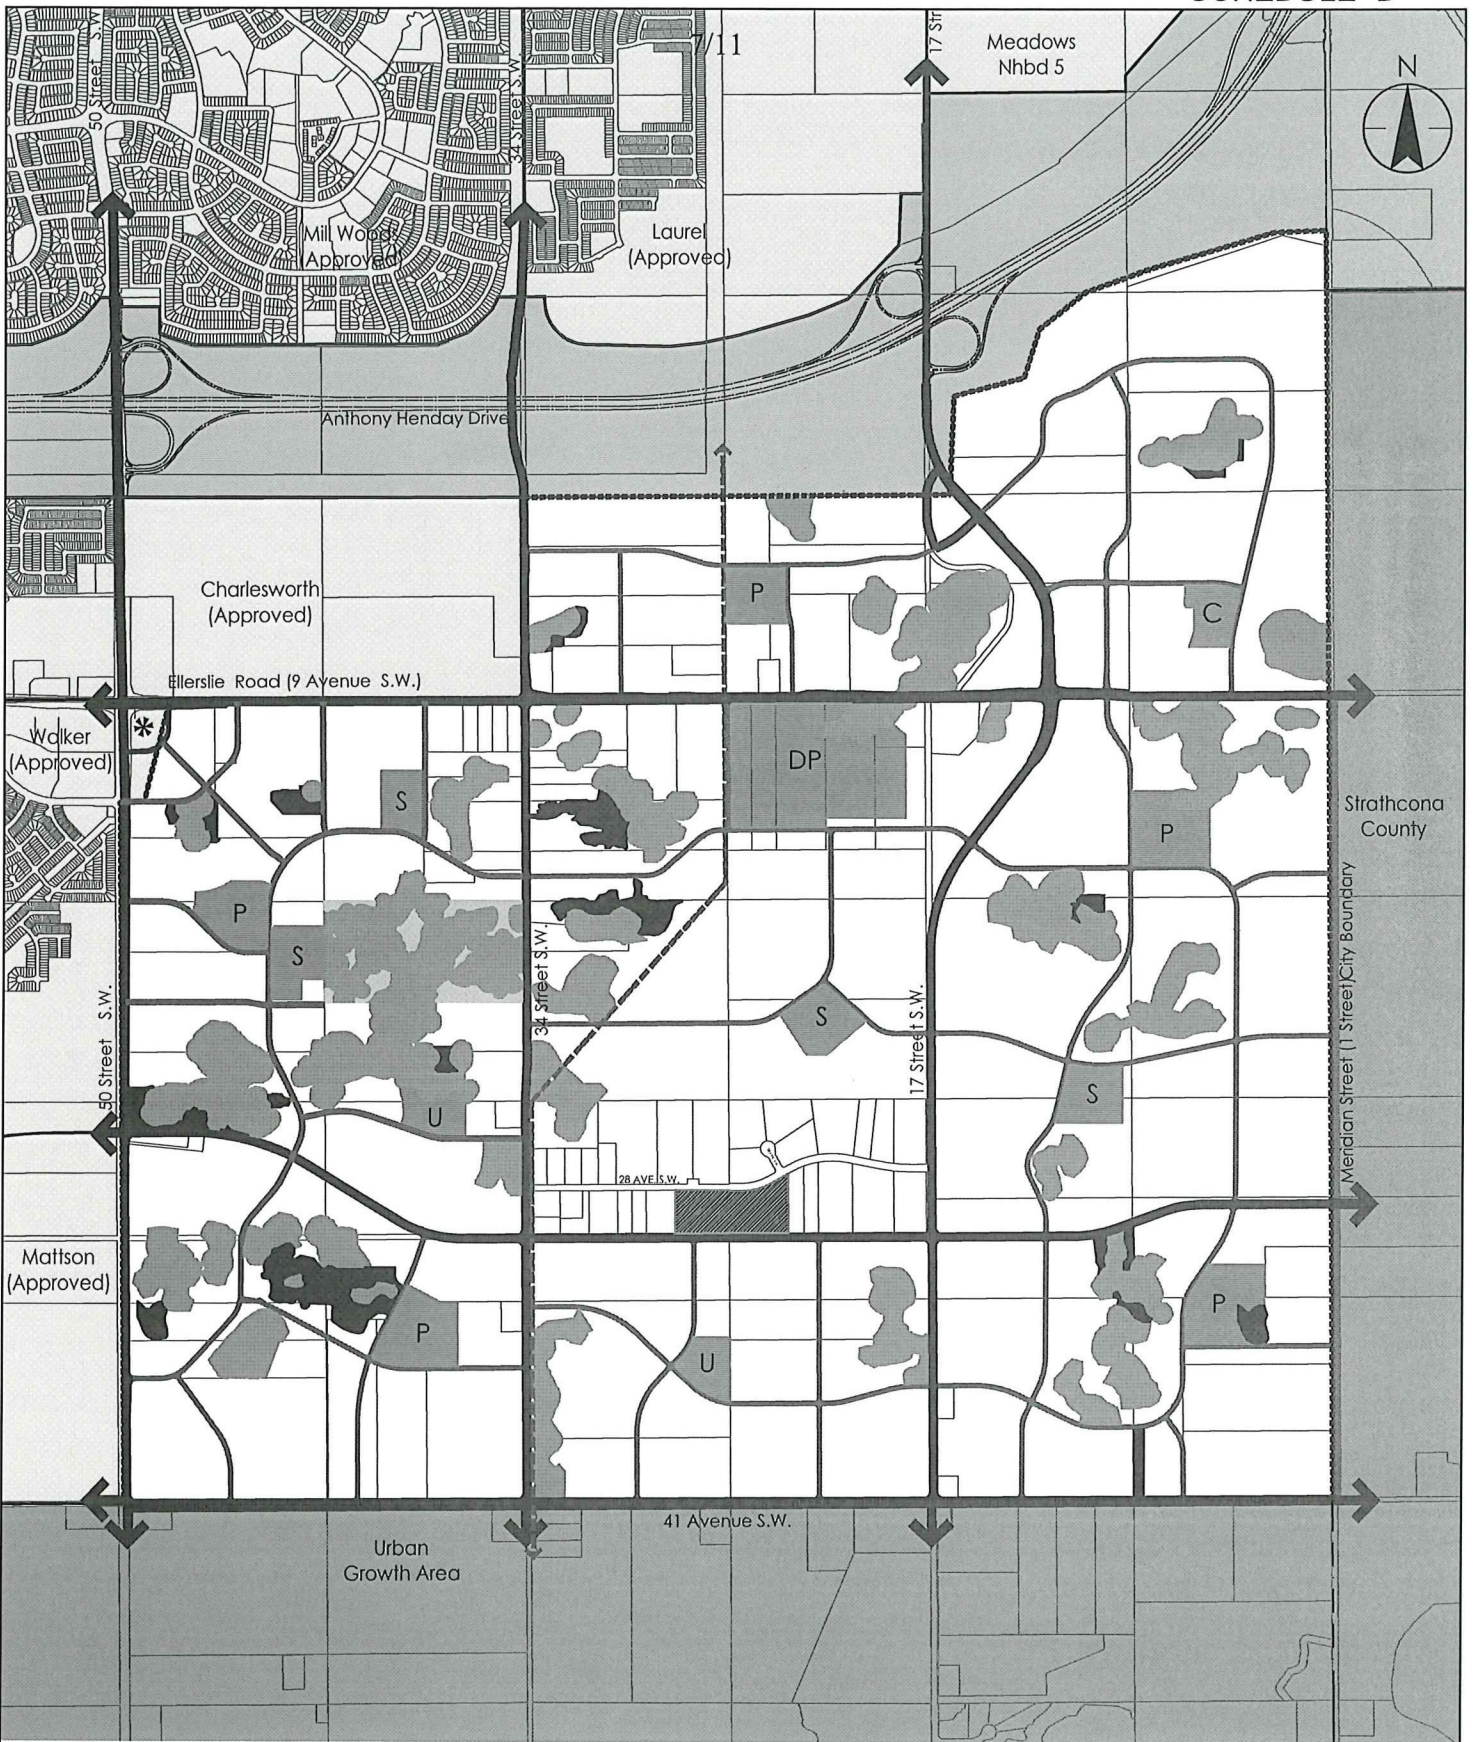 7/11
50 Street S.W.
34 Street S.W.
17 Str
Meadows
Nhbd 5
N
Mill Woods
(Approved)
Laurel
(Approved)
Anthony Henday Drive
Charlesworth
(Approved)
P
C
Ellerslie Road (9 Avenue S.W.)
Walker
(Approved)
*
S
DP
P
Strathcona
County
P
S
S
34 Street S.W.
17 Street S.W.
50 Street S.W.
Meridian Street (1 Street) City Boundary
U
S
28 AVE. S.W.
Mattson
(Approved)
P
U
P
41 Avenue S.W.
Urban
Growth Area